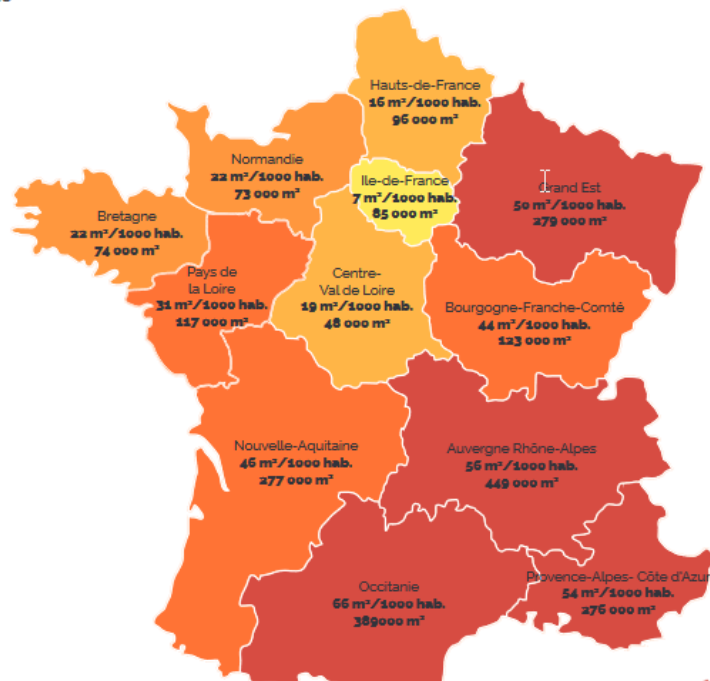 Hauts-de-France
16 m²/1000 hab.
96 000 m²
Normandie
22 m²/1000 hab.
73 000 m²
Ile-de-France
7 m²/1000 hab.
85 000 m²
Grand Est
50 m²/1000 hab.
279 000 m²
Bretagne
22 m²/1000 hab.
74 000 m²
Pays de
la Loire
31 m²/1000 hab.
117 000 m²
Centre-
Val de Loire
19 m²/1000 hab.
48 000 m²
Bourgogne-Franche-Comté
44 m²/1000 hab.
123 000 m²
Nouvelle-Aquitaine
46 m²/1000 hab.
277 000 m²
Auvergne Rhône-Alpes
56 m²/1000 hab.
449 000 m²
Occitanie
66 m²/1000 hab.
389000 m²
Provence-Alpes- Côte d'Azur
54 m²/1000 hab.
276 000 m²